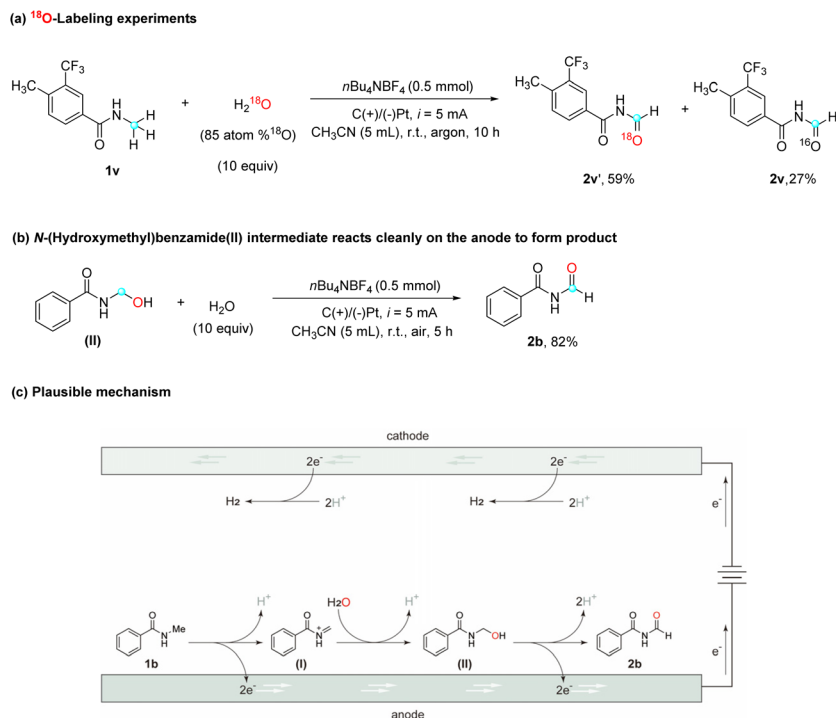 (a) ¹⁸O-Labeling experiments
CF₃
H₃C
H
N
H
H
H
O
1v
+
H₂¹⁸O
(85 atom %¹⁸O)
(10 equiv)
nBu₄NBF₄ (0.5 mmol)
C(+)/(-)Pt, i = 5 mA
CH₃CN (5 mL), r.t., argon, 10 h
CF₃
H₃C
H
N
H
O
¹⁸O
2v', 59%
+
CF₃
H₃C
H
N
H
O
¹⁶O
2v,27%
(b) N-(Hydroxymethyl)benzamide(II) intermediate reacts cleanly on the anode to form product
O
N
H
OH
(II)
+
H₂O
(10 equiv)
nBu₄NBF₄ (0.5 mmol)
C(+)/(-)Pt, i = 5 mA
CH₃CN (5 mL), r.t., air, 5 h
O
O
N
H
H
2b, 82%
(c) Plausible mechanism
cathode
2e⁻
2e⁻
H₂
2H⁺
H₂
2H⁺
e⁻
H⁺
H₂O
H⁺
2H⁺
O
N
H
Me
1b
O
N
H
+
(I)
O
N
H
OH
(II)
O
O
N
H
H
2b
e⁻
2e⁻
2e⁻
anode